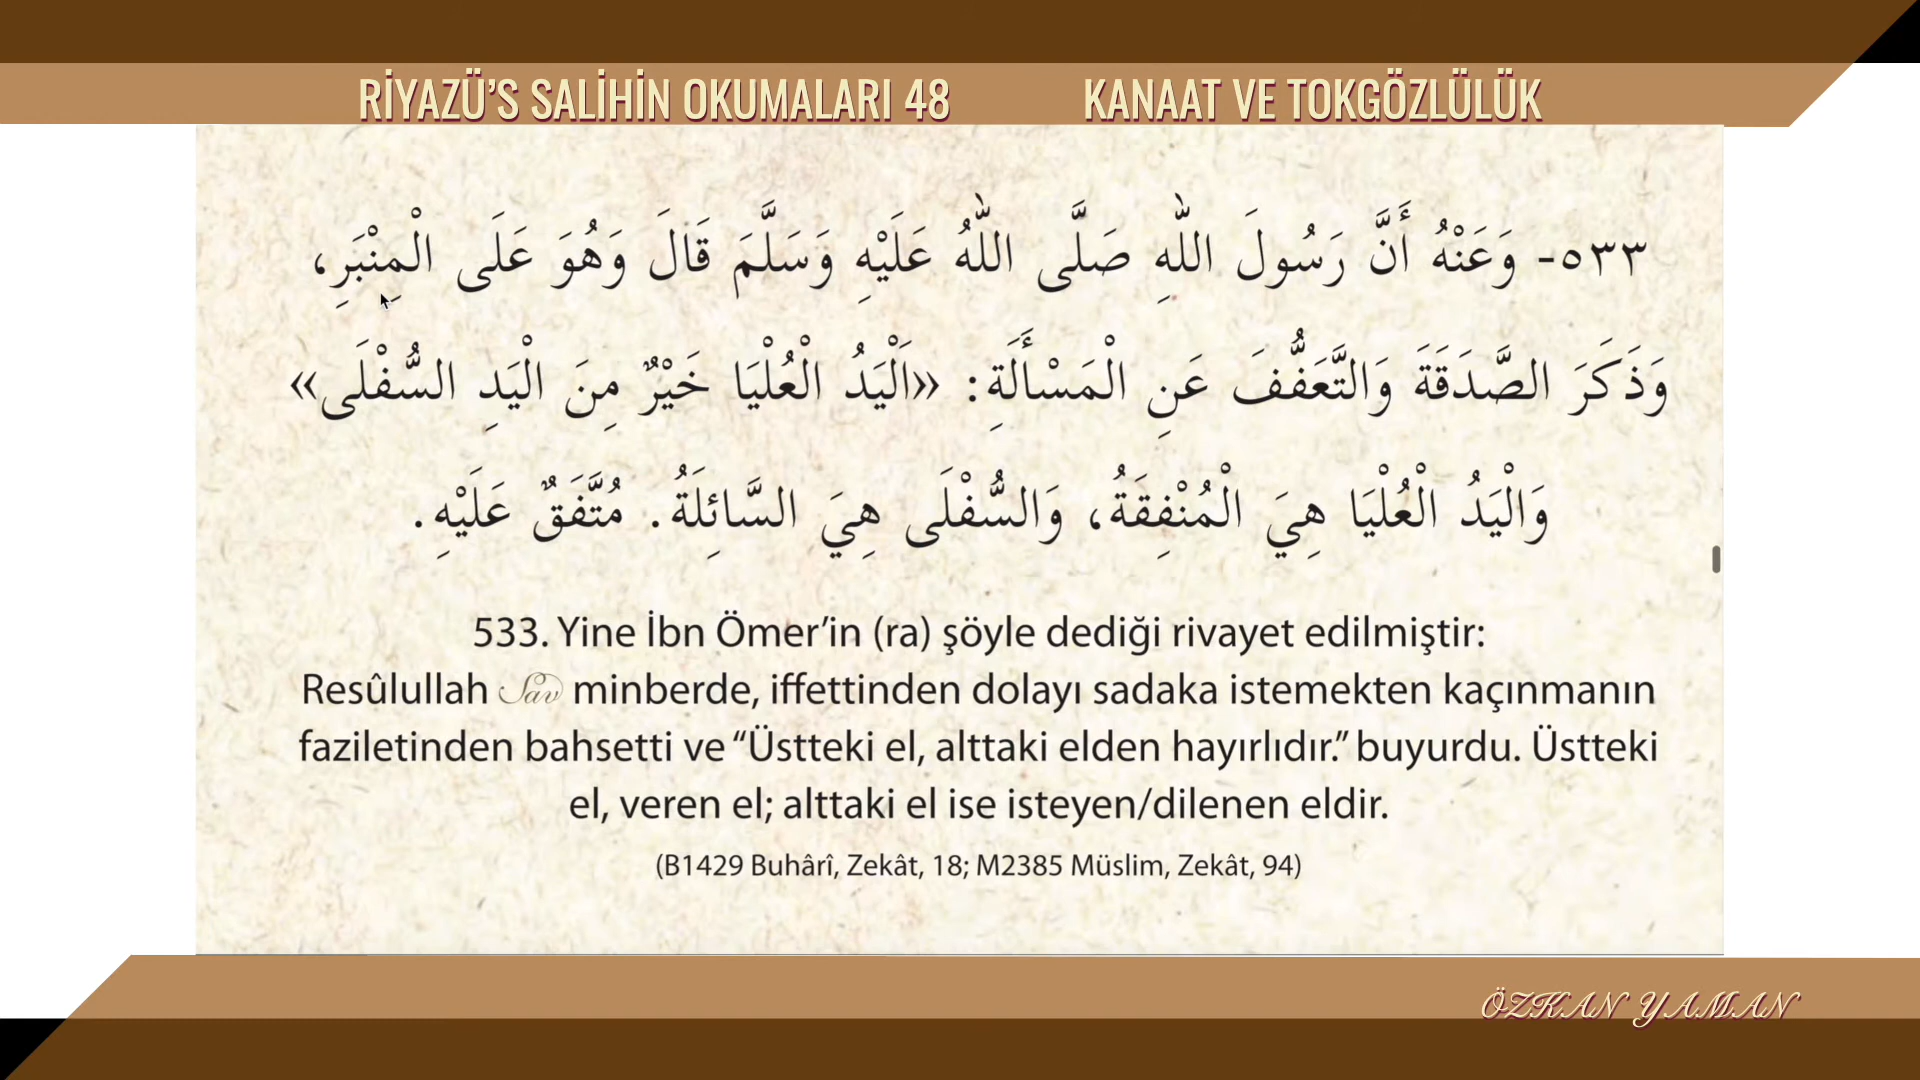 RİYAZÜ'S SALİHİN OKUMALARI 48 KANAAT VE TOKGÖZLÜLÜK
٥٣٣- وَعَنْهُ أَنَّ رَسُولَ اللهِ صَلَّى اللهُ عَلَيْهِ وَسَلَّمَ قَالَ وَهُوَ عَلَى الْمِنْبَرِ،
وَذَكَرَ الصَّدَقَةَ وَالتَّعَفُّفَ عَنِ الْمَسْأَلَةِ: «اَلْيَدُ الْعُلْيَا خَيْرٌ مِنَ الْيَدِ السُّفْلَى»
وَالْيَدُ الْعُلْيَا هِيَ الْمُنْفِقَةُ، وَالسُّفْلَى هِيَ السَّائِلَةُ. مُتَّفَقٌ عَلَيْهِ.
533. Yine İbn Ömer'in (ra) şöyle dediği rivayet edilmiştir:
Resûlullah Sav minberde, iffettinden dolayı sadaka istemekten kaçınmanın
faziletinden bahsetti ve “Üstteki el, alttaki elden hayırlıdır.” buyurdu. Üstteki
el, veren el; alttaki el ise isteyen/dilenen eldir.
(B1429 Buhârî, Zekât, 18; M2385 Müslim, Zekât, 94)
ÖZKAN YAMAN